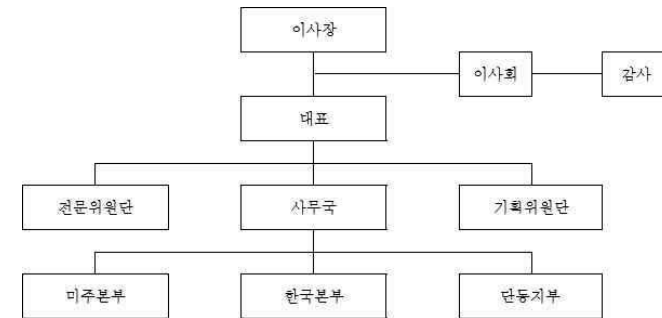 이사장
이사회
감사
대표
전문위원단
사무국
기획위원단
미주본부
한국본부
단동지부